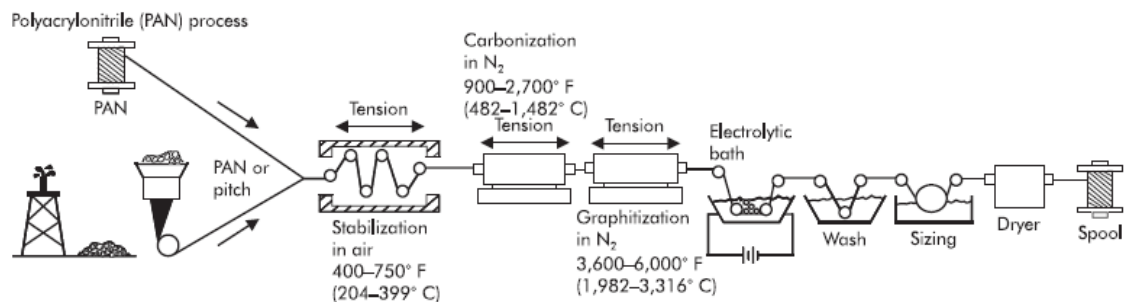 Polyacrylonitrile (PAN) process
PAN
PAN or
pitch
Tension
Stabilization
in air
400–750° F
(204–399° C)
Carbonization
in N₂
900–2,700° F
(482–1,482° C)
Tension
Tension
Graphitization
in N₂
3,600–6,000° F
(1,982–3,316° C)
Electrolytic
bath
Wash
Sizing
Dryer
Spool